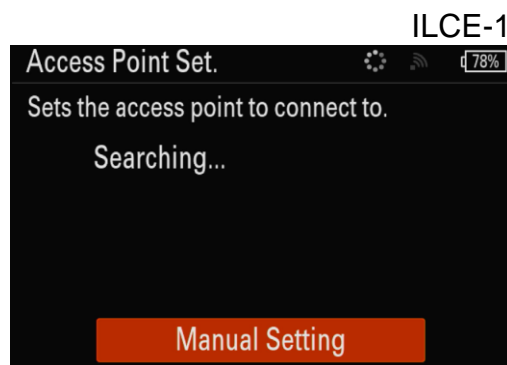 ILCE-1
Access Point Set. 78%
Sets the access point to connect to.
Searching...
Manual Setting